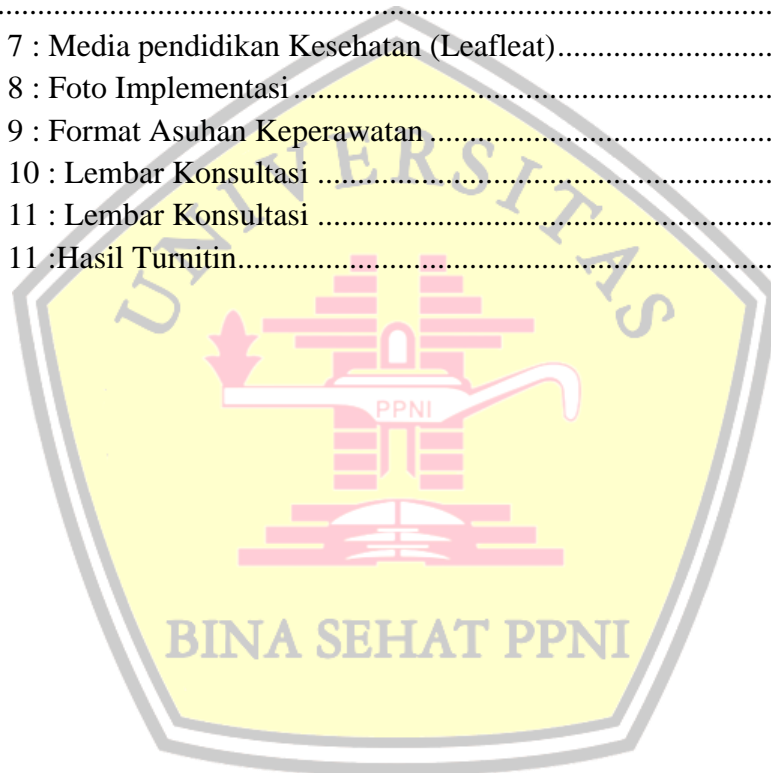 ................................................................................
7 : Media pendidikan Kesehatan (Leafleat)...........................
8 : Foto Implementasi............................................................
9 : Format Asuhan Keperawatan ...........................................
10 : Lembar Konsultasi .........................................................
11 : Lembar Konsultasi .........................................................
11 :Hasil Turnitin...................................................................
UNIVERSITAS
PPNI
BINA SEHAT PPNI